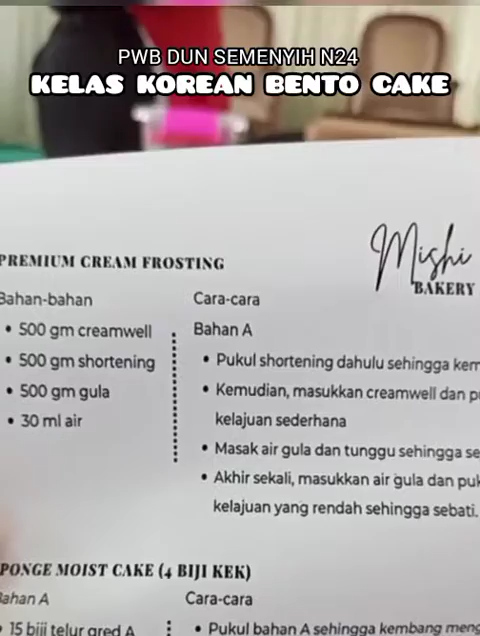 PWB DUN SEMENYIH N24
KELAS KOREAN BENTO CAKE
Mishi
BAKERY
PREMIUM CREAM FROSTING
Bahan-bahan
• 500 gm creamwell
• 500 gm shortening
• 500 gm gula
• 30 ml air
Cara-cara
Bahan A
• Pukul shortening dahulu sehingga
• Kemudian, masukkan creamwell dan
kelajuan sederhana
• Masak air gula dan tunggu sehingga
• Akhir sekali, masukkan air gula dan
kelajuan yang rendah sehingga sebati.
PONGE MOIST CAKE (4 BIJI KEK)
Bahan A
• 15 biji telur gred A
Cara-cara
• Pukul bahan A sehingga kembang